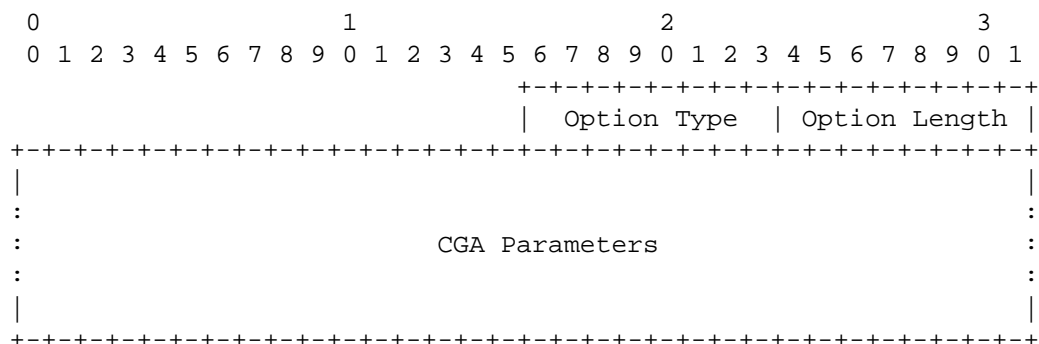 0                   1                   2                   3
0 1 2 3 4 5 6 7 8 9 0 1 2 3 4 5 6 7 8 9 0 1 2 3 4 5 6 7 8 9 0 1
+-+-+-+-+-+-+-+-+-+-+-+-+-+-+-+-+
|  Option Type  | Option Length |
+-+-+-+-+-+-+-+-+-+-+-+-+-+-+-+-+-+-+-+-+-+-+-+-+-+-+-+-+-+-+-+-+
|                                                               |
:                                                               :
:                          CGA Parameters                       :
:                                                               :
|                                                               |
+-+-+-+-+-+-+-+-+-+-+-+-+-+-+-+-+-+-+-+-+-+-+-+-+-+-+-+-+-+-+-+-+